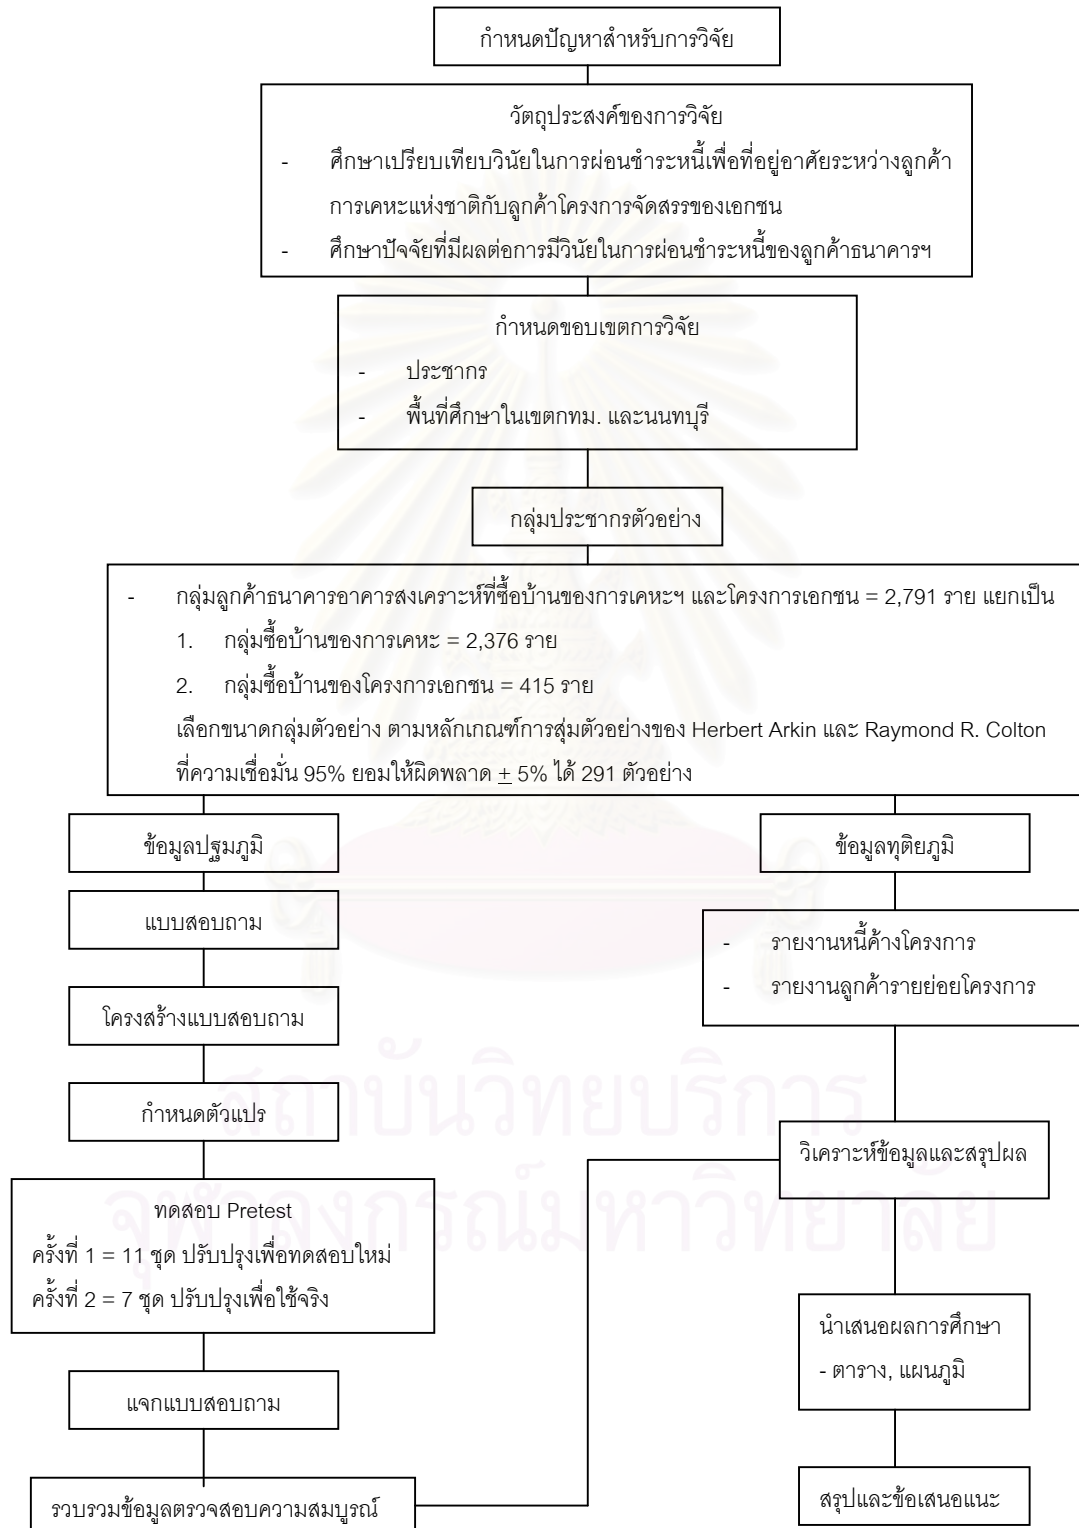 กำหนดปัญหาสำหรับการวิจัย
วัตถุประสงค์ของการวิจัย
- ศึกษาเปรียบเทียบวินัยในการผ่อนชำระหนี้เพื่อที่อยู่อาศัยระหว่างลูกค้า
การเคหะแห่งชาติกับลูกค้าโครงการจัดสรรของเอกชน
- ศึกษาปัจจัยที่มีผลต่อการมีวินัยในการผ่อนชำระหนี้ของลูกค้าธนาคารฯ
กำหนดขอบเขตการวิจัย
- ประชากร
- พื้นที่ศึกษาในเขตกทม. และนนทบุรี
กลุ่มประชากรตัวอย่าง
- กลุ่มลูกค้าธนาคารอาคารสงเคราะห์ที่ซื้อบ้านของการเคหะฯ และโครงการเอกชน = 2,791 ราย แยกเป็น
1. กลุ่มซื้อบ้านของการเคหะ = 2,376 ราย
2. กลุ่มซื้อบ้านของโครงการเอกชน = 415 ราย
เลือกขนาดกลุ่มตัวอย่าง ตามหลักเกณฑ์การสุ่มตัวอย่างของ Herbert Arkin และ Raymond R. Colton
ที่ความเชื่อมั่น 95% ยอมให้ผิดพลาด ± 5% ได้ 291 ตัวอย่าง
ข้อมูลปฐมภูมิ
แบบสอบถาม
โครงสร้างแบบสอบถาม
กำหนดตัวแปร
ทดสอบ Pretest
ครั้งที่ 1 = 11 ชุด ปรับปรุงเพื่อทดสอบใหม่
ครั้งที่ 2 = 7 ชุด ปรับปรุงเพื่อใช้จริง
แจกแบบสอบถาม
รวบรวมข้อมูลตรวจสอบความสมบูรณ์
ข้อมูลทุติยภูมิ
- รายงานหนี้ค้างโครงการ
- รายงานลูกค้ารายย่อยโครงการ
วิเคราะห์ข้อมูลและสรุปผล
นำเสนอผลการศึกษา
- ตาราง, แผนภูมิ
สรุปและข้อเสนอแนะ
สถาบันวิทยบริการ
จุฬาลงกรณ์มหาวิทยาลัย